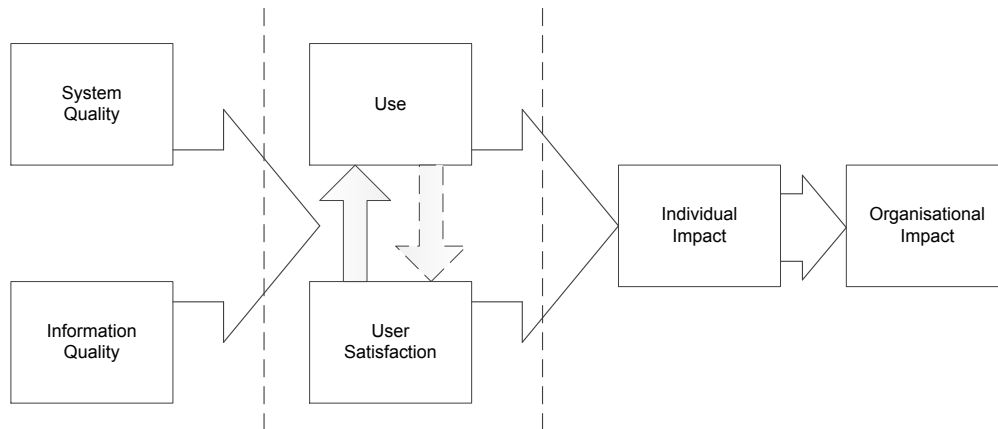 System
Quality
Use
Individual
Impact
Organisational
Impact
Information
Quality
User
Satisfaction